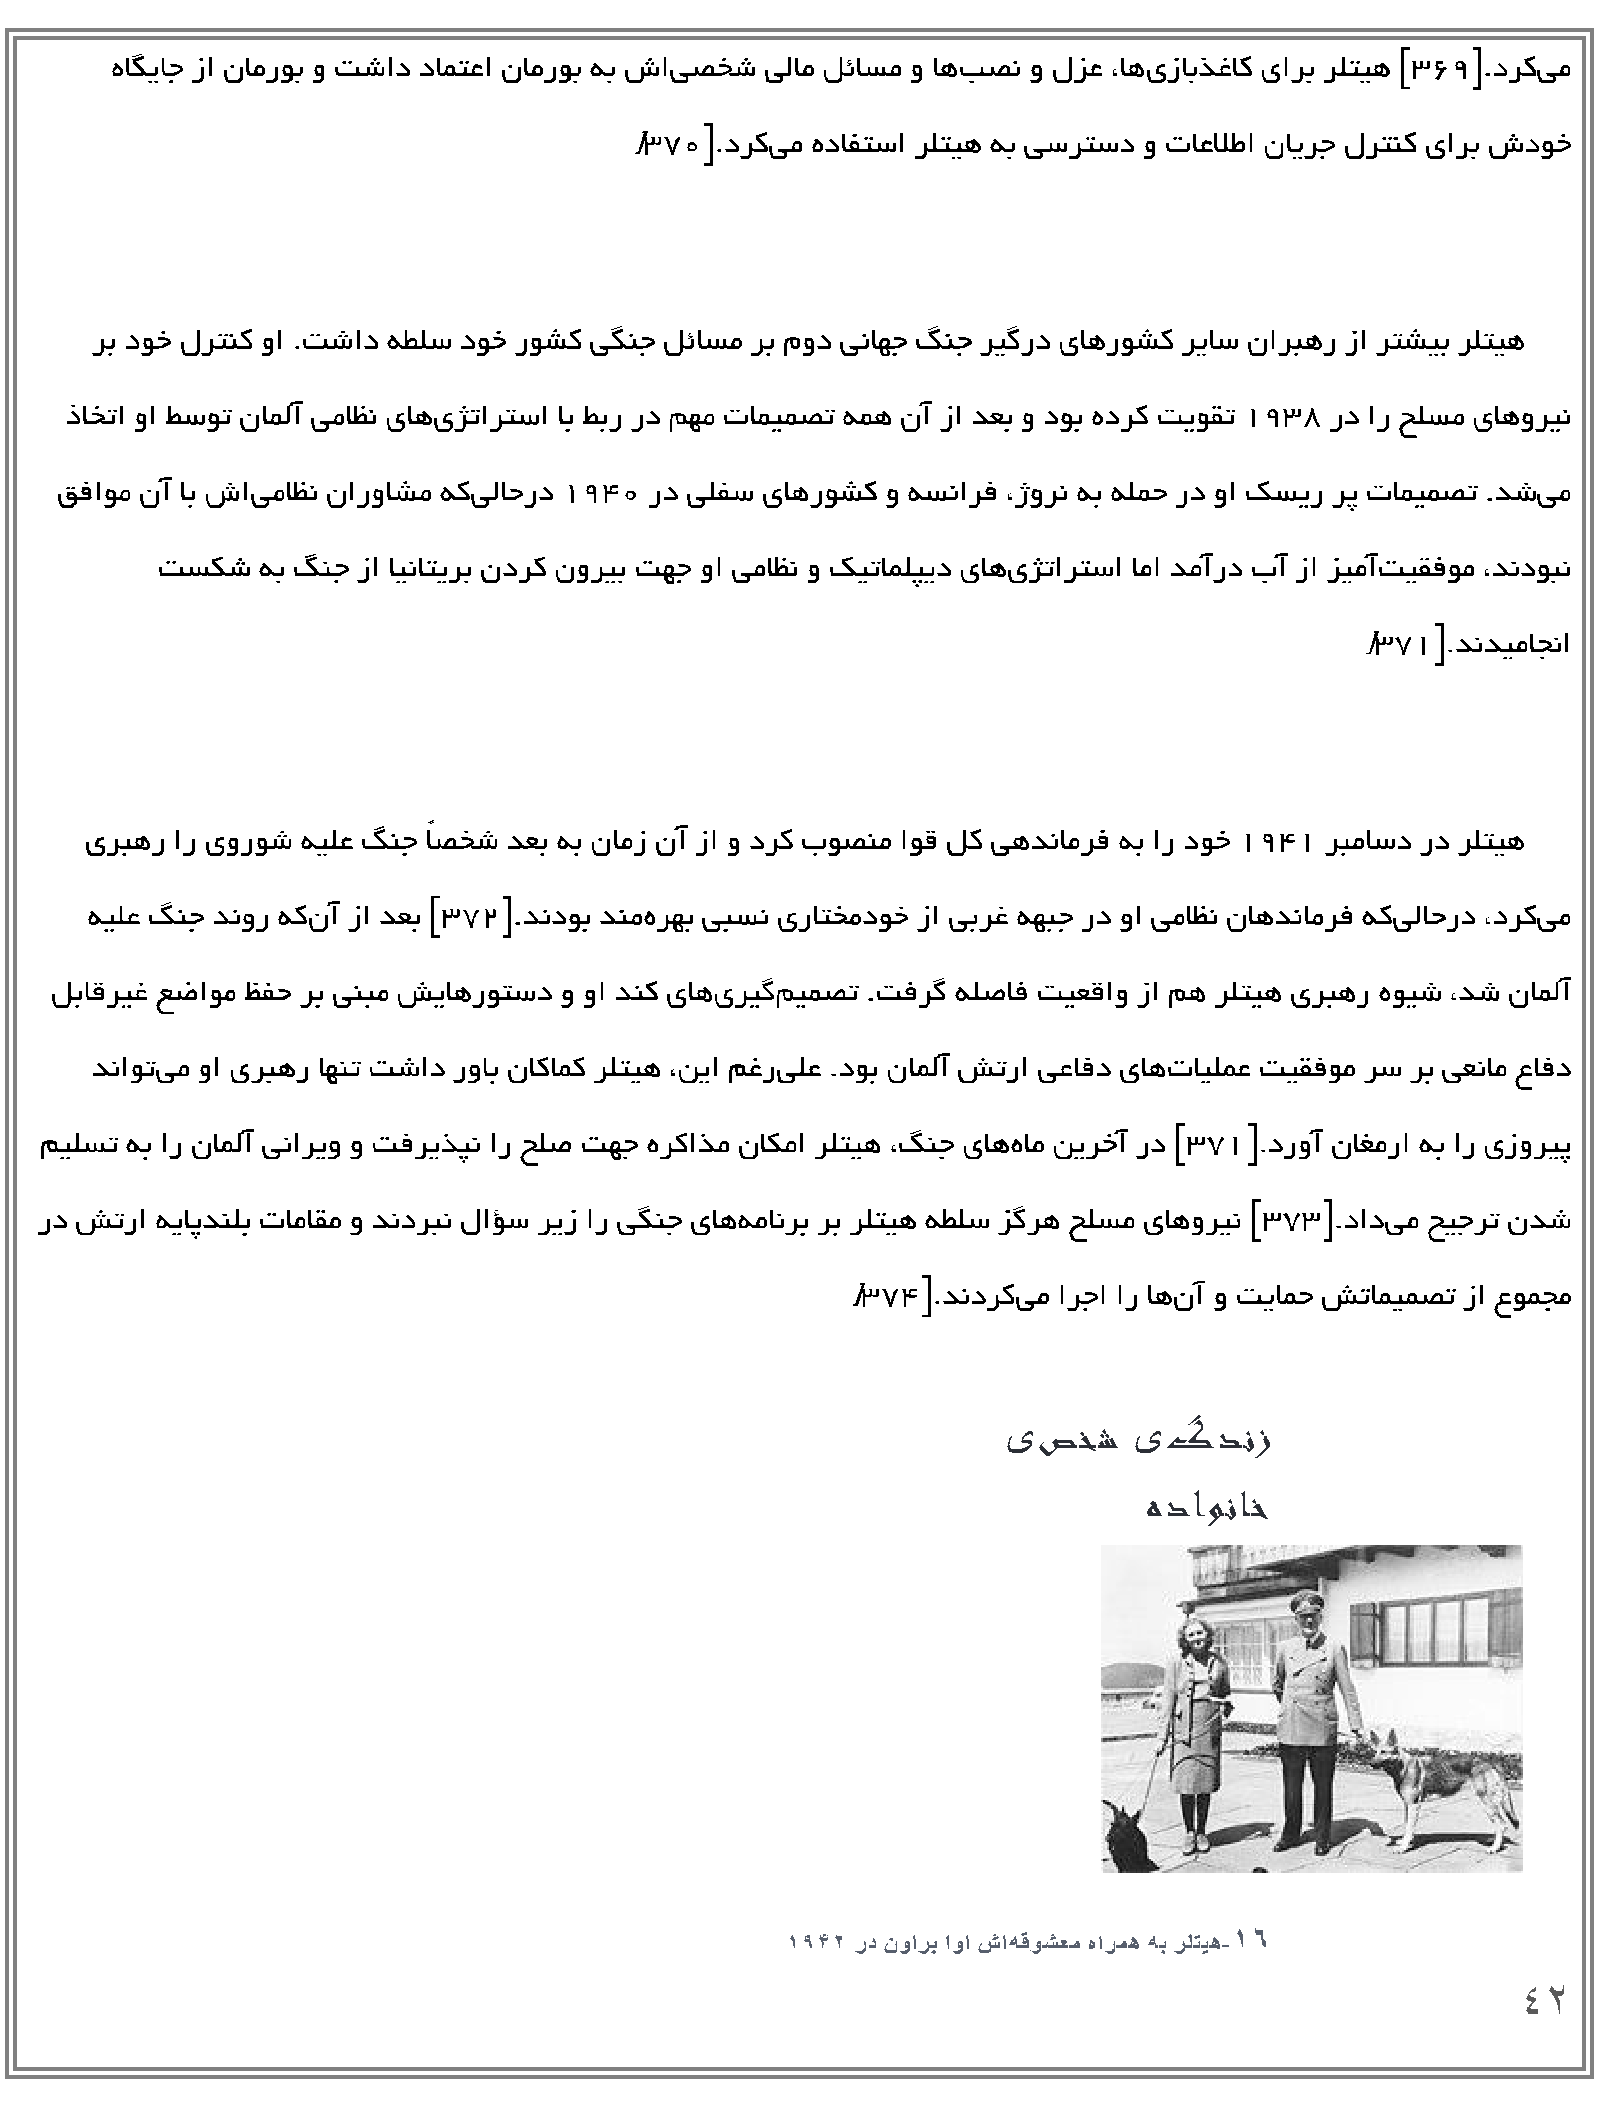 می‌کرد.[۳۶۹] هیتلر برای کاغذبازی‌ها، عزل و نصب‌ها و مسائل مالی شخصی‌اش به بورمان اعتماد داشت و بورمان از جایگاه
خودش برای کنترل جریان اطلاعات و دسترسی به هیتلر استفاده می‌کرد.[۳۷۰/
هیتلر بیشتر از رهبران سایر کشورهای درگیر جنگ جهانی دوم بر مسائل جنگی کشور خود سلطه داشت. او کنترل خود بر
نیروهای مسلح را در ۱۹۳۸ تقویت کرده بود و بعد از آن همه تصمیمات مهم در ربط با استراتژی‌های نظامی آلمان توسط او اتخاذ
می‌شد. تصمیمات پر ریسک او در حمله به نروژ، فرانسه و کشورهای سفلی در ۱۹۴۰ درحالی‌که مشاوران نظامی‌اش با آن موافق
نبودند، موفقیت‌آمیز از آب درآمد اما استراتژی‌های دیپلماتیک و نظامی او جهت بیرون کردن بریتانیا از جنگ به شکست
انجامیدند.[۳۷۱/
هیتلر در دسامبر ۱۹۴۱ خود را به فرماندهی کل قوا منصوب کرد و از آن زمان به بعد شخصاً جنگ علیه شوروی را رهبری
می‌کرد، درحالی‌که فرماندهان نظامی او در جبهه غربی از خودمختاری نسبی بهره‌مند بودند.[۳۷۲] بعد از آن‌که روند جنگ علیه
آلمان شد، شیوه رهبری هیتلر هم از واقعیت فاصله گرفت. تصمیم‌گیری‌های کند او و دستورهایش مبنی بر حفظ مواضع غیرقابل
دفاع مانعی بر سر موفقیت عملیات‌های دفاعی ارتش آلمان بود. علی‌رغم این، هیتلر کماکان باور داشت تنها رهبری او می‌تواند
پیروزی را به ارمغان آورد.[۳۷۱] در آخرین ماه‌های جنگ، هیتلر امکان مذاکره جهت صلح را نپذیرفت و ویرانی آلمان را به تسلیم
شدن ترجیح می‌داد.[۳۷۳] نیروهای مسلح هرگز سلطه هیتلر بر برنامه‌های جنگی را زیر سؤال نبردند و مقامات بلندپایه ارتش در
مجموع از تصمیماتش حمایت و آن‌ها را اجرا می‌کردند.[۳۷۴/
زندگی شخصی
خانواده
١٦-هیتلر به همراه معشوقه‌اش اوا براون در ۱۹۴۲
٤٢